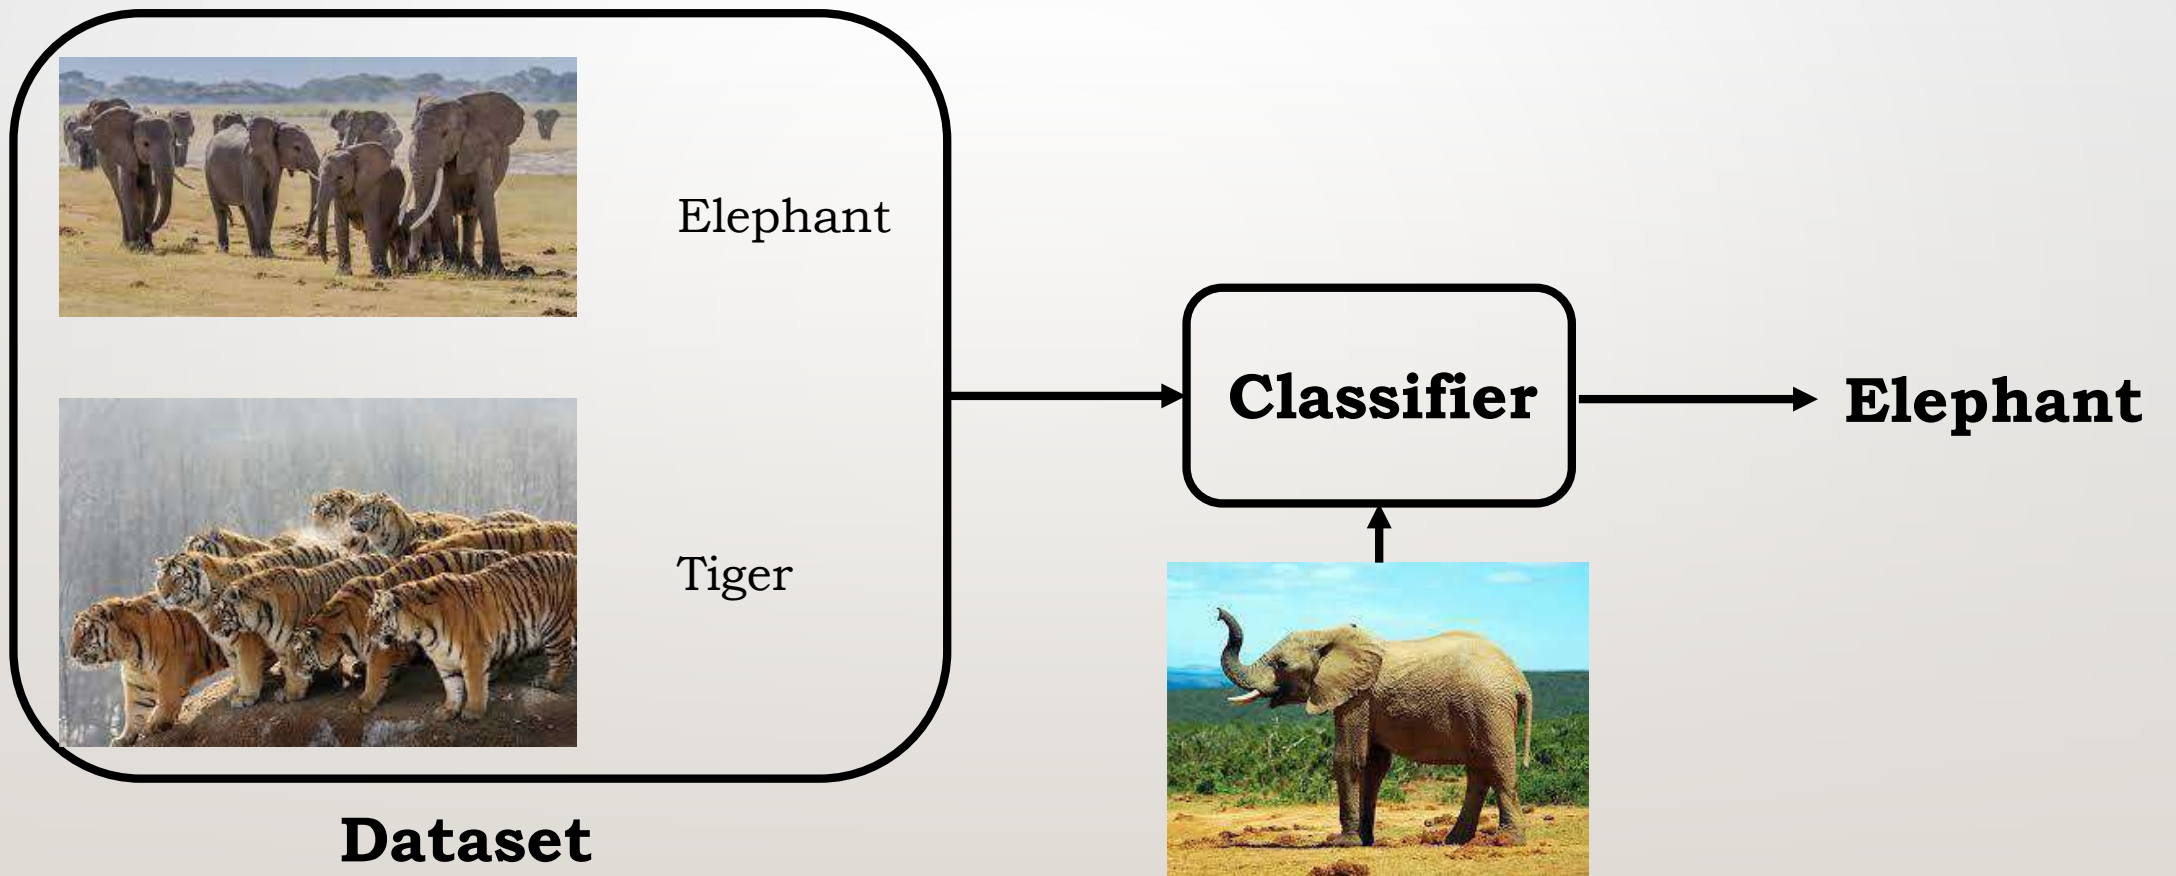 Elephant
Tiger
Dataset
Classifier
Elephant